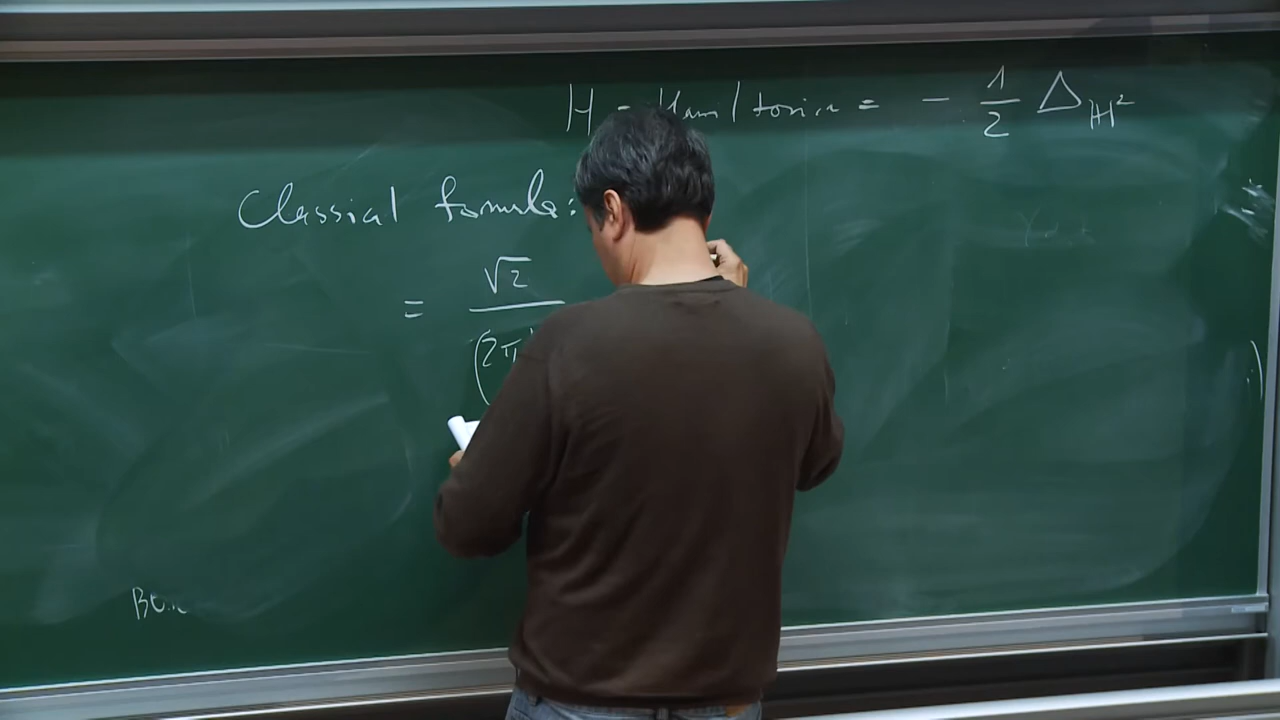 H - Hamiltonian = - 1/2 Δ_ℍ²
Classical formula:
= √2
(2π